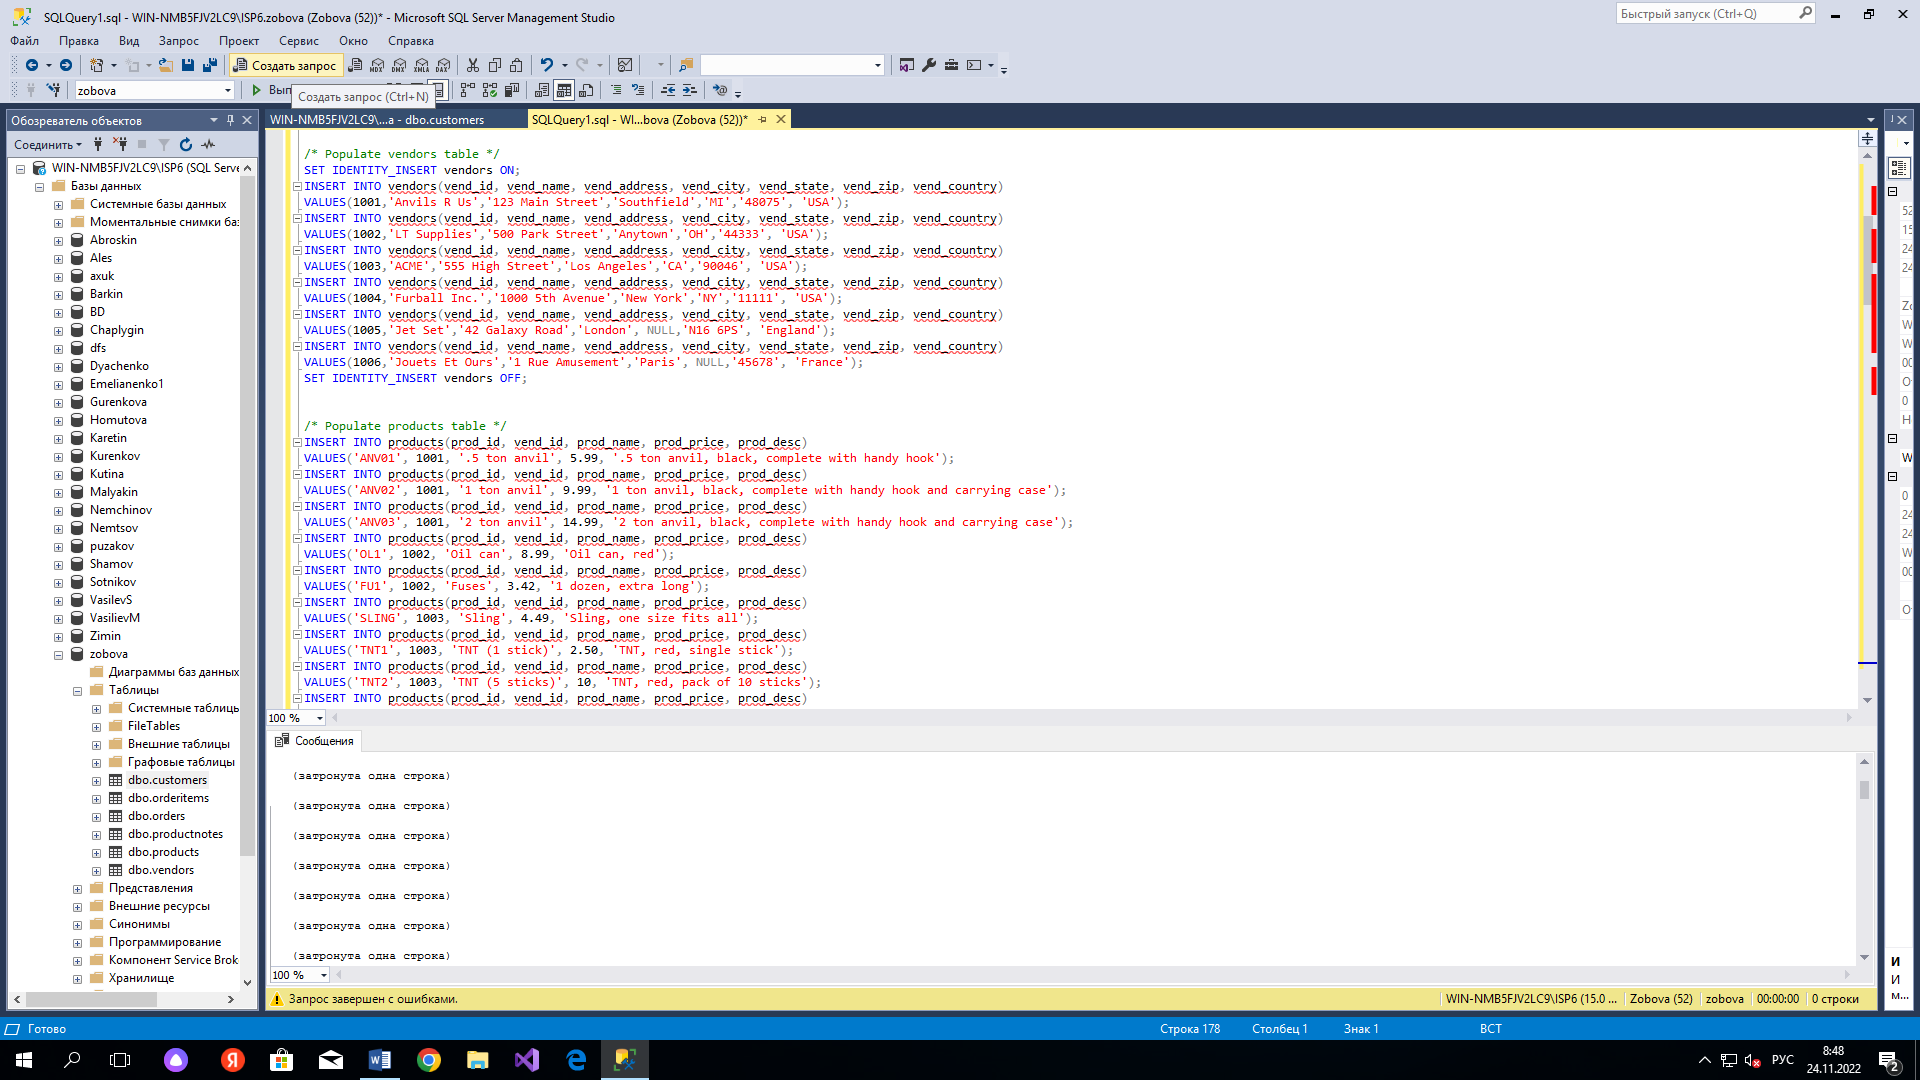 SQLQuery1.sql - WIN-NMB5FJV2LC9\ISP6.zobova (Zobova (52))* - Microsoft SQL Server Management Studio
Быстрый запуск (Ctrl+Q)
Файл Правка Вид Запрос Проект Сервис Окно Справка
Создать запрос
MDX DMX XMLA DAX
zobova
Вып
Создать запрос (Ctrl+N)
Обозреватель объектов
WIN-NMB5FJV2LC9\...a - dbo.customers
SQLQuery1.sql - WI...bova (Zobova (52))*
Соединить
WIN-NMB5FJV2LC9\ISP6 (SQL Serve
Базы данных
Системные базы данных
Моментальные снимки баз
Abroskin
Ales
axuk
Barkin
BD
Chaplygin
dfs
Dyachenko
Emelianenko1
Gurenkova
Homutova
Karetin
Kurenkov
Kutina
Malyakin
Nemchinov
Nemtsov
puzakov
Shamov
Sotnikov
VasilevS
VasilievM
Zimin
zobova
Диаграммы баз данных
Таблицы
Системные таблицы
FileTables
Внешние таблицы
Графовые таблицы
dbo.customers
dbo.orderitems
dbo.orders
dbo.productnotes
dbo.products
dbo.vendors
Представления
Внешние ресурсы
Синонимы
Программирование
Компонент Service Brok
Хранилище
/* Populate vendors table */
SET IDENTITY_INSERT vendors ON;
INSERT INTO vendors(vend_id, vend_name, vend_address, vend_city, vend_state, vend_zip, vend_country)
VALUES(1001,'Anvils R Us','123 Main Street','Southfield','MI','48075', 'USA');
INSERT INTO vendors(vend_id, vend_name, vend_address, vend_city, vend_state, vend_zip, vend_country)
VALUES(1002,'LT Supplies','500 Park Street','Anytown','OH','44333', 'USA');
INSERT INTO vendors(vend_id, vend_name, vend_address, vend_city, vend_state, vend_zip, vend_country)
VALUES(1003,'ACME','555 High Street','Los Angeles','CA','90046', 'USA');
INSERT INTO vendors(vend_id, vend_name, vend_address, vend_city, vend_state, vend_zip, vend_country)
VALUES(1004,'Furball Inc.','1000 5th Avenue','New York','NY','11111', 'USA');
INSERT INTO vendors(vend_id, vend_name, vend_address, vend_city, vend_state, vend_zip, vend_country)
VALUES(1005,'Jet Set','42 Galaxy Road','London', NULL,'N16 6PS', 'England');
INSERT INTO vendors(vend_id, vend_name, vend_address, vend_city, vend_state, vend_zip, vend_country)
VALUES(1006,'Jouets Et Ours','1 Rue Amusement','Paris', NULL,'45678', 'France');
SET IDENTITY_INSERT vendors OFF;
/* Populate products table */
INSERT INTO products(prod_id, vend_id, prod_name, prod_price, prod_desc)
VALUES('ANV01', 1001, '.5 ton anvil', 5.99, '.5 ton anvil, black, complete with handy hook');
INSERT INTO products(prod_id, vend_id, prod_name, prod_price, prod_desc)
VALUES('ANV02', 1001, '1 ton anvil', 9.99, '1 ton anvil, black, complete with handy hook and carrying case');
INSERT INTO products(prod_id, vend_id, prod_name, prod_price, prod_desc)
VALUES('ANV03', 1001, '2 ton anvil', 14.99, '2 ton anvil, black, complete with handy hook and carrying case');
INSERT INTO products(prod_id, vend_id, prod_name, prod_price, prod_desc)
VALUES('OL1', 1002, 'Oil can', 8.99, 'Oil can, red');
INSERT INTO products(prod_id, vend_id, prod_name, prod_price, prod_desc)
VALUES('FU1', 1002, 'Fuses', 3.42, '1 dozen, extra long');
INSERT INTO products(prod_id, vend_id, prod_name, prod_price, prod_desc)
VALUES('SLING', 1003, 'Sling', 4.49, 'Sling, one size fits all');
INSERT INTO products(prod_id, vend_id, prod_name, prod_price, prod_desc)
VALUES('TNT1', 1003, 'TNT (1 stick)', 2.50, 'TNT, red, single stick');
INSERT INTO products(prod_id, vend_id, prod_name, prod_price, prod_desc)
VALUES('TNT2', 1003, 'TNT (5 sticks)', 10, 'TNT, red, pack of 10 sticks');
INSERT INTO products(prod_id, vend_id, prod_name, prod_price, prod_desc)
100 %
Сообщения
(затронута одна строка)
(затронута одна строка)
(затронута одна строка)
(затронута одна строка)
(затронута одна строка)
(затронута одна строка)
(затронута одна строка)
100 %
Запрос завершен с ошибками.
WIN-NMB5FJV2LC9\ISP6 (15.0 ... Zobova (52) zobova 00:00:00 0 строки
52
15
24
24
Zo
W
W
00
О
0
Н
W
0
24
24
W
00
О
И
И
м...
Готово
Строка 178 Столбец 1 Знак 1 ВСТ
РУС
8:48
24.11.2022
2